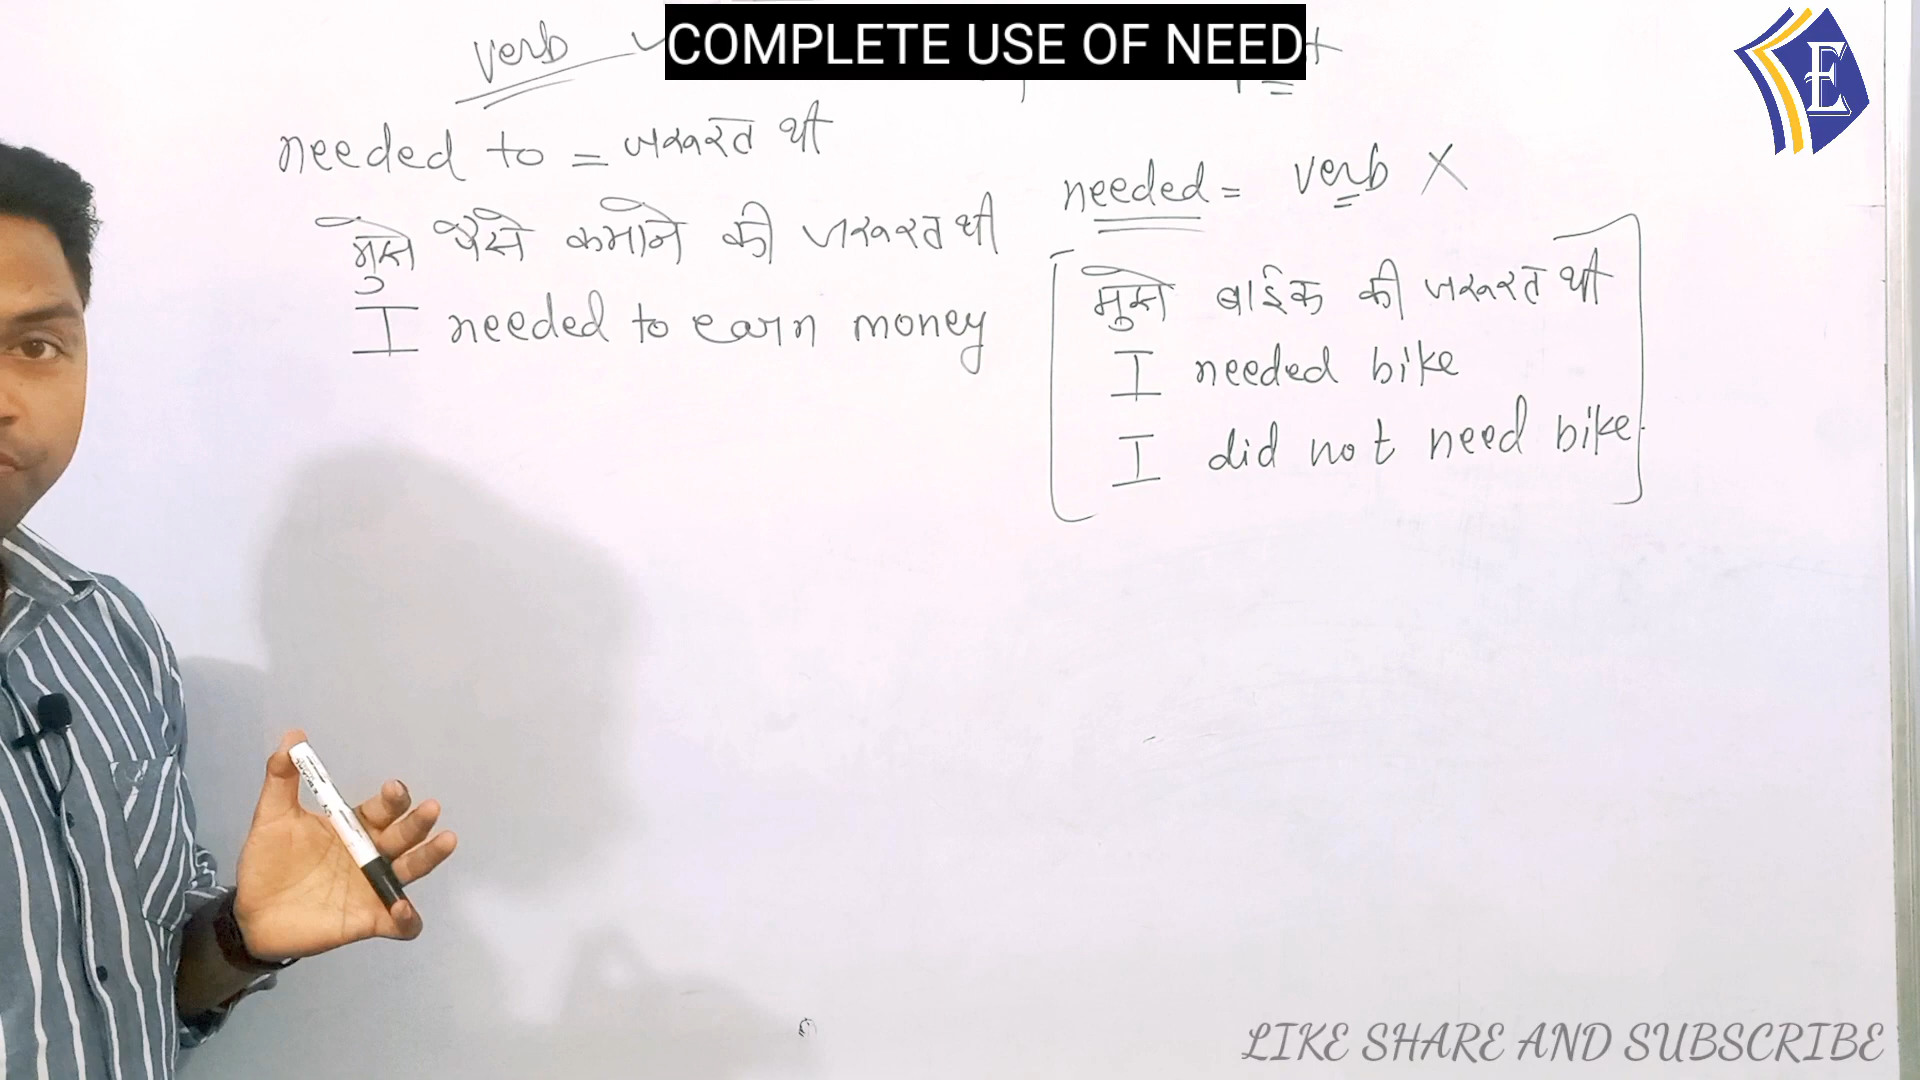 COMPLETE USE OF NEED
E
verb
needed to = जरूरत थी
मुझे पैसे कमाने की जरूरत थी
I needed to earn money
needed = verb X
मुझे बाईक की जरूरत थी
I needed bike
I did not need bike
LIKE SHARE AND SUBSCRIBE